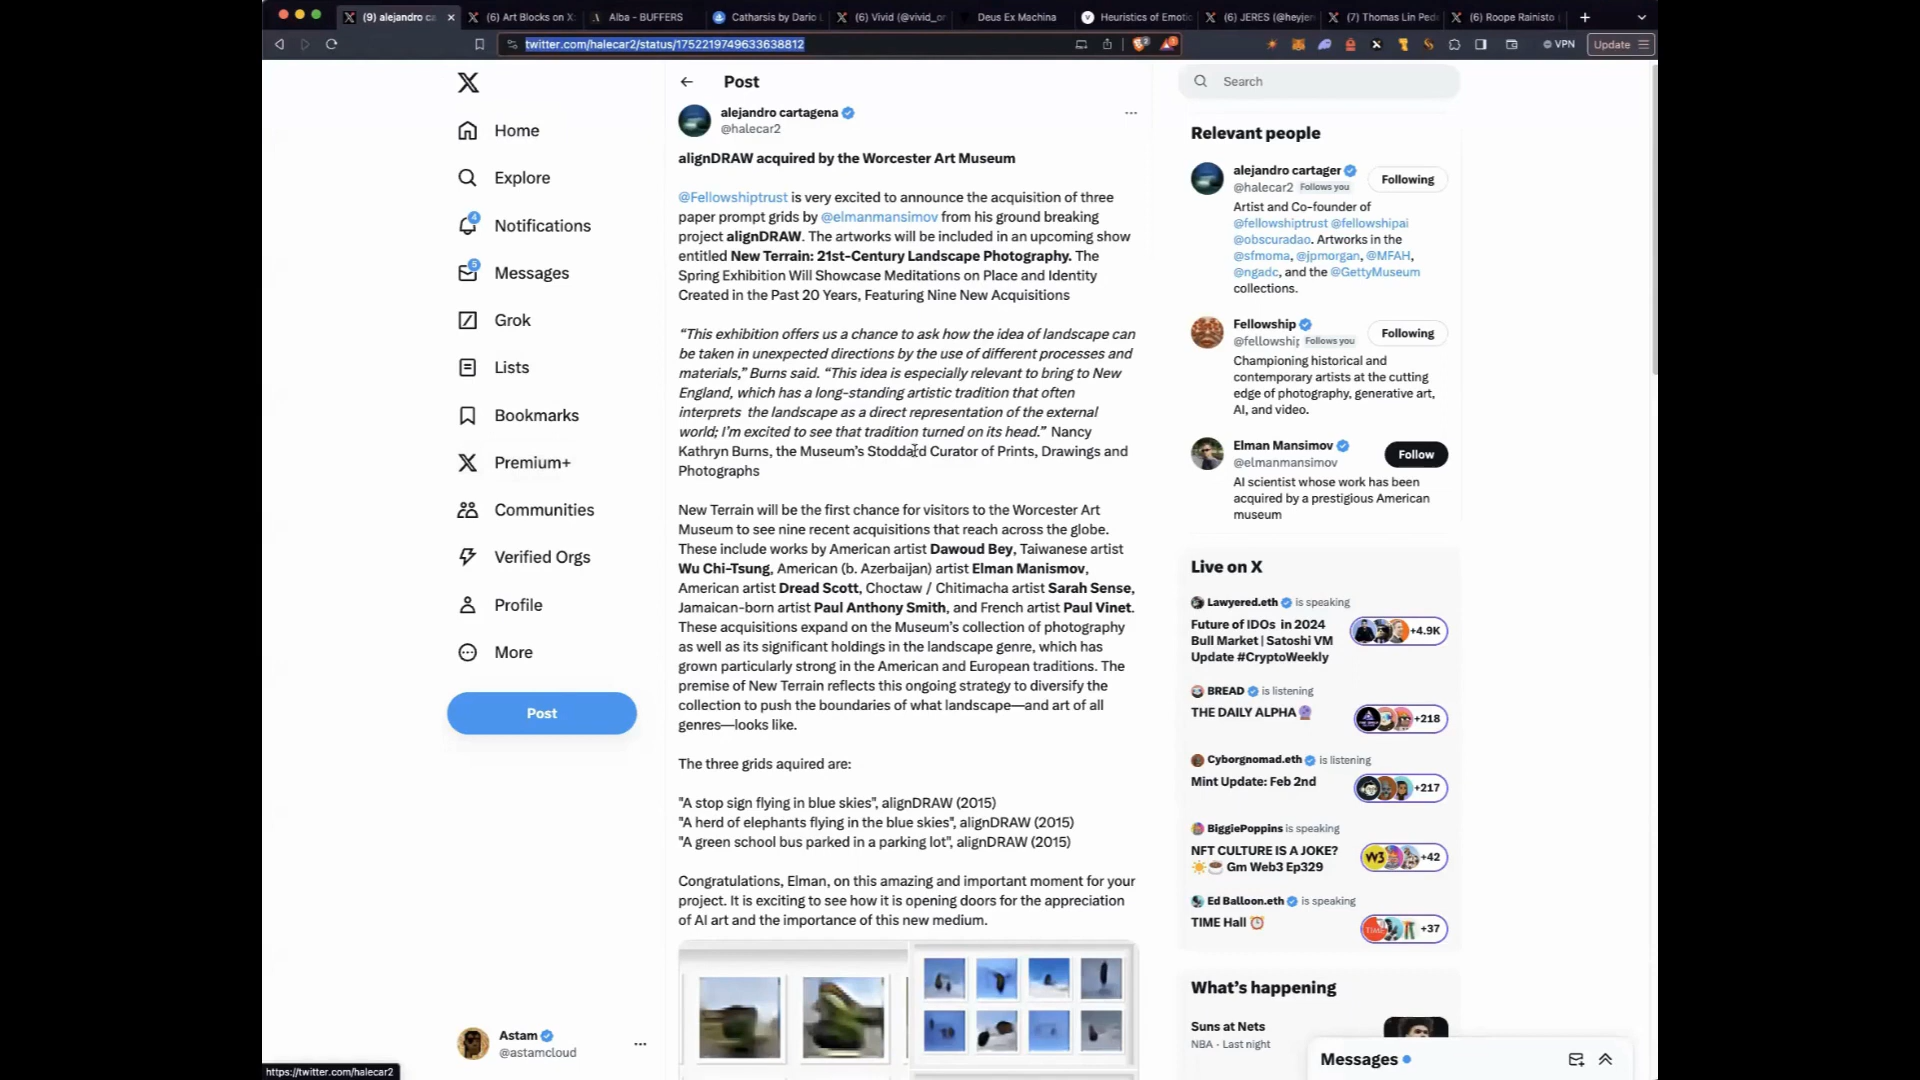 (9) alejandro ca
(6) Art Blocks on X:
Alba - BUFFERS
Catharsis by Dario L
(6) Vivid (@vivid_or
Deus Ex Machina
Heuristics of Emotic
(6) JERES (@heyjer
(7) Thomas Lin Ped
(6) Roope Rainisto (
twitter.com/halecar2/status/1752219749633638812
VPN
Update
Home
Explore
4
Notifications
5
Messages
Grok
Lists
Bookmarks
Premium+
Communities
Verified Orgs
Profile
More
Post
Astam
@astamcloud
https://twitter.com/halecar2
Post
alejandro cartagena
@halecar2
alignDRAW acquired by the Worcester Art Museum
@Fellowshiptrust is very excited to announce the acquisition of three
paper prompt grids by @elmanmansimov from his ground breaking
project alignDRAW. The artworks will be included in an upcoming show
entitled New Terrain: 21st-Century Landscape Photography. The
Spring Exhibition Will Showcase Meditations on Place and Identity
Created in the Past 20 Years, Featuring Nine New Acquisitions
“This exhibition offers us a chance to ask how the idea of landscape can
be taken in unexpected directions by the use of different processes and
materials,” Burns said. “This idea is especially relevant to bring to New
England, which has a long-standing artistic tradition that often
interprets the landscape as a direct representation of the external
world; I’m excited to see that tradition turned on its head.” Nancy
Kathryn Burns, the Museum’s Stoddard Curator of Prints, Drawings and
Photographs
New Terrain will be the first chance for visitors to the Worcester Art
Museum to see nine recent acquisitions that reach across the globe.
These include works by American artist Dawoud Bey, Taiwanese artist
Wu Chi-Tsung, American (b. Azerbaijan) artist Elman Manismov,
American artist Dread Scott, Choctaw / Chitimacha artist Sarah Sense,
Jamaican-born artist Paul Anthony Smith, and French artist Paul Vinet.
These acquisitions expand on the Museum’s collection of photography
as well as its significant holdings in the landscape genre, which has
grown particularly strong in the American and European traditions. The
premise of New Terrain reflects this ongoing strategy to diversify the
collection to push the boundaries of what landscape—and art of all
genres—looks like.
The three grids aquired are:
"A stop sign flying in blue skies", alignDRAW (2015)
"A herd of elephants flying in the blue skies", alignDRAW (2015)
"A green school bus parked in a parking lot", alignDRAW (2015)
Congratulations, Elman, on this amazing and important moment for your
project. It is exciting to see how it is opening doors for the appreciation
of AI art and the importance of this new medium.
Search
Relevant people
alejandro cartager
@halecar2 Follows you
Following
Artist and Co-founder of
@fellowshiptrust @fellowshipai
@obscuradao. Artworks in the
@sfmoma, @jpmorgan, @MFAH,
@ngadc, and the @GettyMuseum
collections.
Fellowship
@fellowship Follows you
Following
Championing historical and
contemporary artists at the cutting
edge of photography, generative art,
AI, and video.
Elman Mansimov
@elmanmansimov
Follow
AI scientist whose work has been
acquired by a prestigious American
museum
Live on X
Lawyered.eth is speaking
Future of IDOs in 2024
Bull Market | Satoshi VM
Update #CryptoWeekly
+4.9K
BREAD is listening
THE DAILY ALPHA
+218
Cyborgnomad.eth is listening
Mint Update: Feb 2nd
+217
BiggiePoppins is speaking
NFT CULTURE IS A JOKE?
Gm Web3 Ep329
W3
+42
Ed Balloon.eth is speaking
TIME Hall
TIME
+37
What’s happening
Suns at Nets
NBA · Last night
Messages